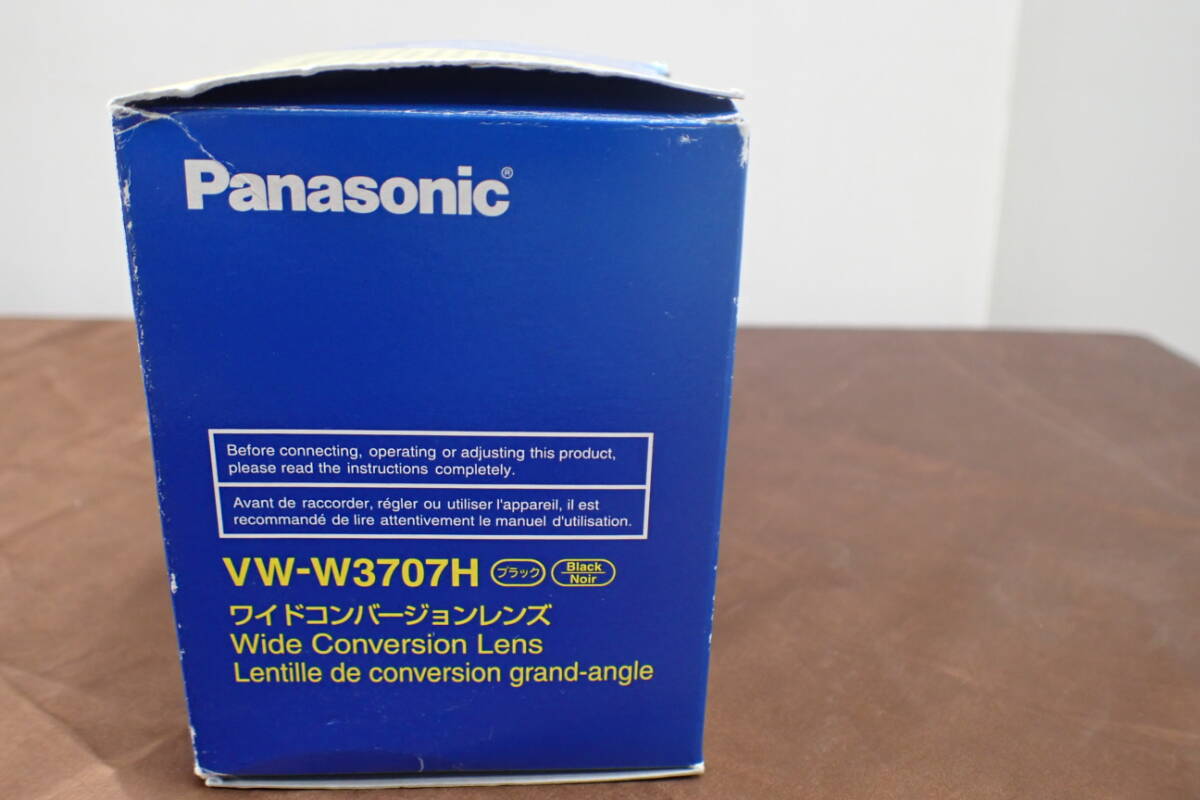 Panasonic®
Before connecting, operating or adjusting this product,
please read the instructions completely.
Avant de raccorder, régler ou utiliser l'appareil, il est
recommandé de lire attentivement le manuel d'utilisation.
VW-W3707H ブラック Black Noir
ワイドコンバージョンレンズ
Wide Conversion Lens
Lentille de conversion grand-angle